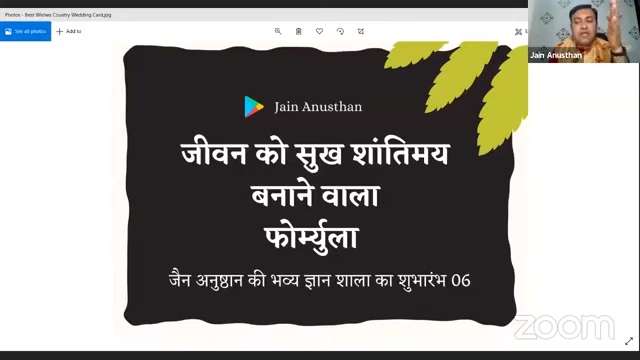 Photos - Best Wishes Country Wedding Card.jpg
See all photos + Add to
Jain Anusthan
Jain Anusthan
जीवन को सुख शांतिमय
बनाने वाला
फोर्म्युला
जैन अनुष्ठान की भव्य ज्ञान शाला का शुभारंभ 06
zoom